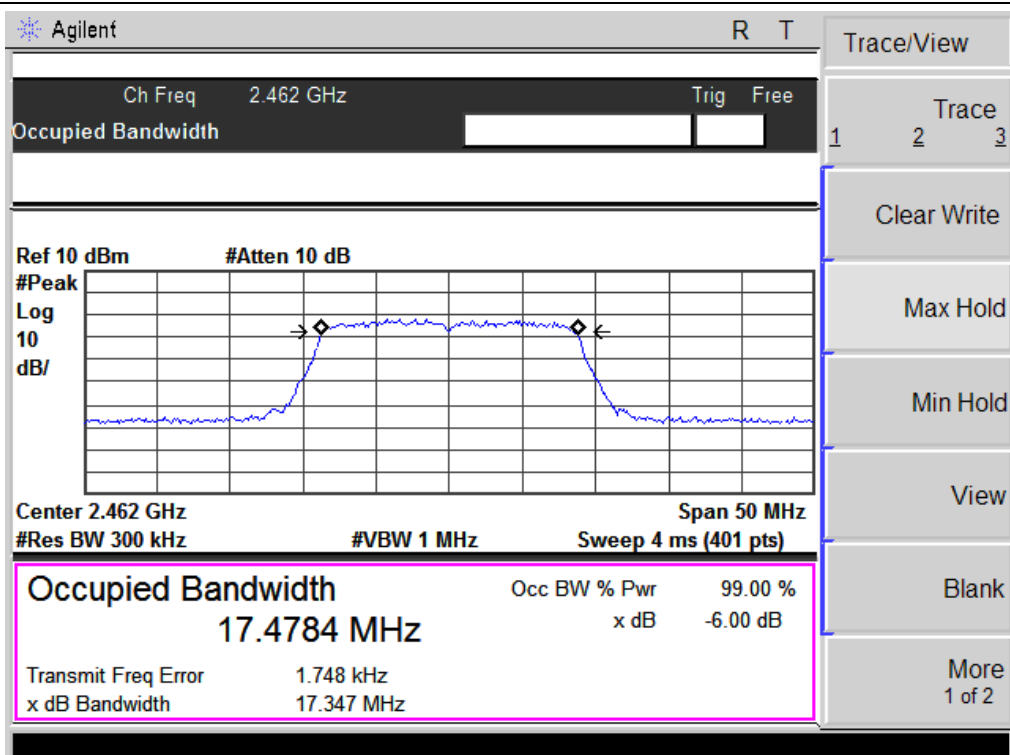 Agilent R T
Trace/View
Ch Freq 2.462 GHz Trig Free
Occupied Bandwidth
Trace
1 2 3
Clear Write
Ref 10 dBm #Atten 10 dB
#Peak
Log
10
dB/
Max Hold
Min Hold
View
Center 2.462 GHz Span 50 MHz
#Res BW 300 kHz #VBW 1 MHz Sweep 4 ms (401 pts)
Occupied Bandwidth Occ BW % Pwr 99.00 %
17.4784 MHz x dB -6.00 dB
Blank
Transmit Freq Error 1.748 kHz
x dB Bandwidth 17.347 MHz
More
1 of 2